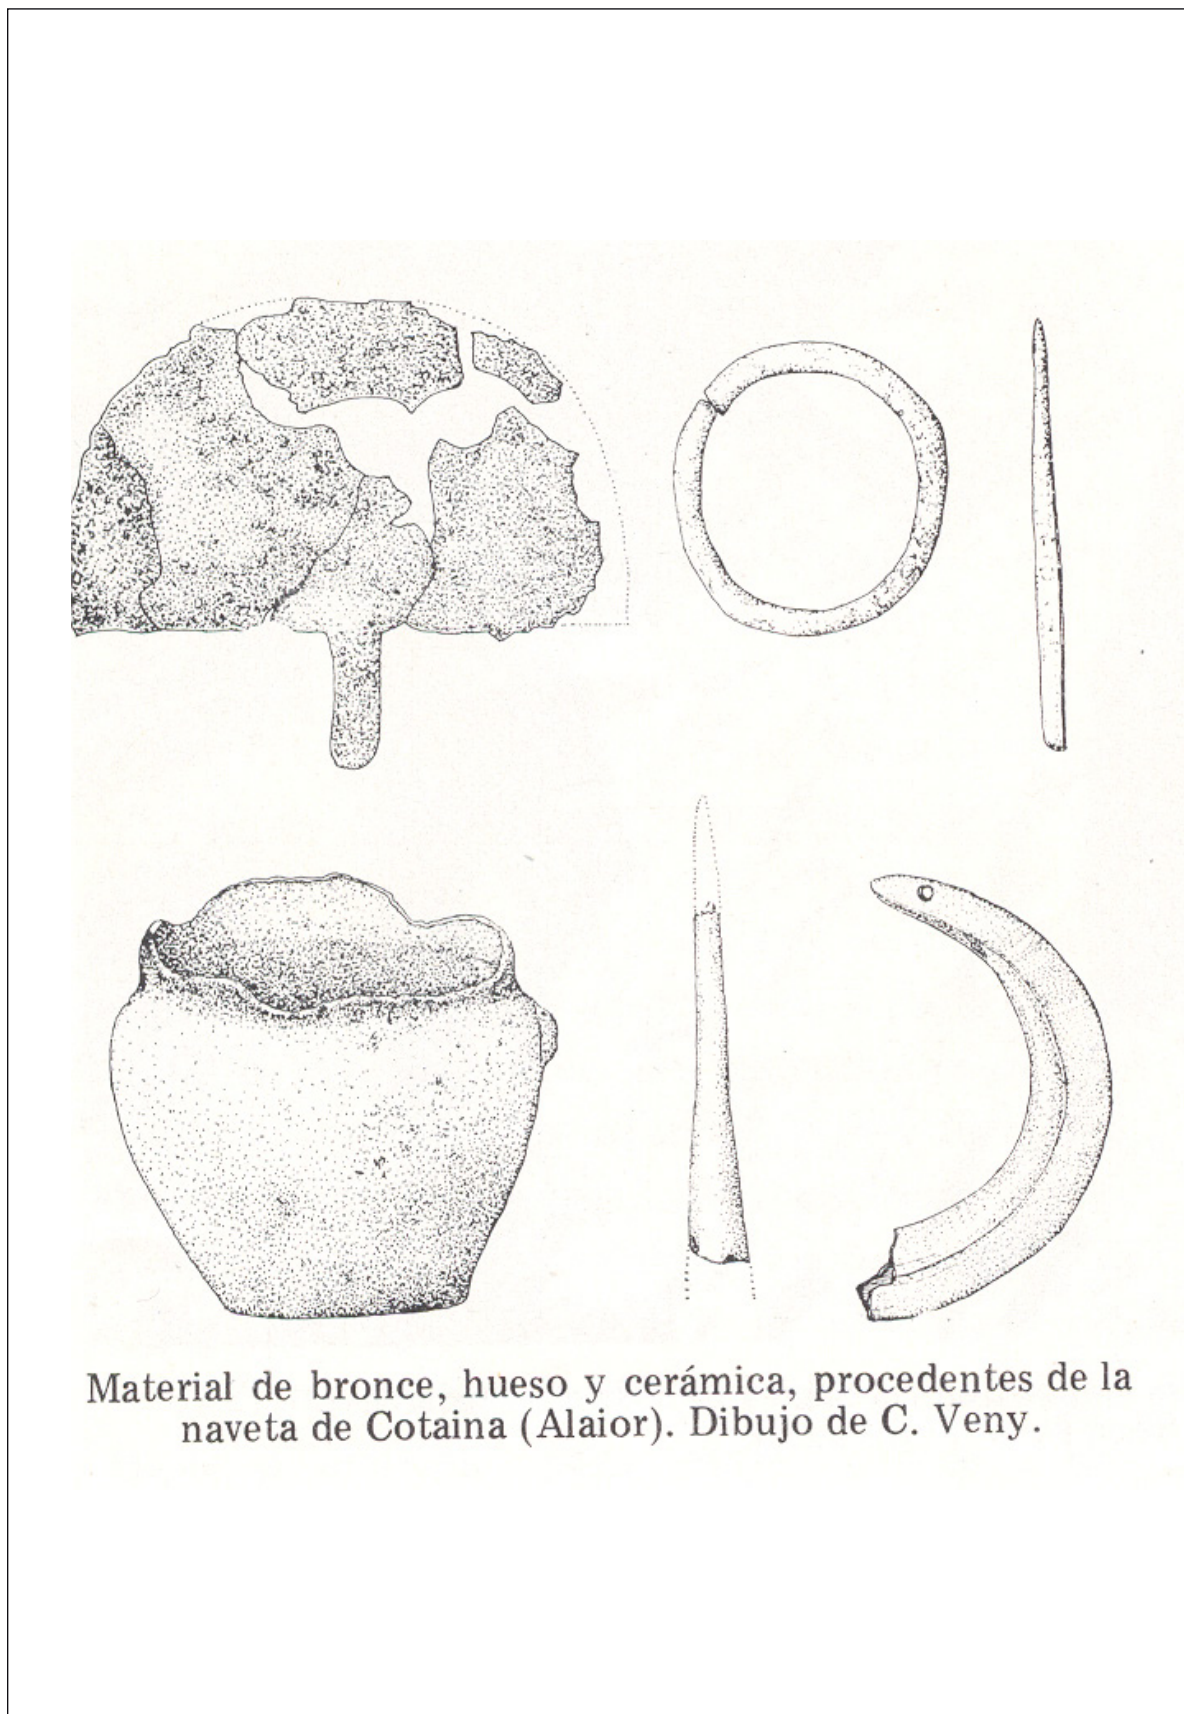 Material de bronce, hueso y cerámica, procedentes de la
naveta de Cotaina (Alaior). Dibujo de C. Veny.